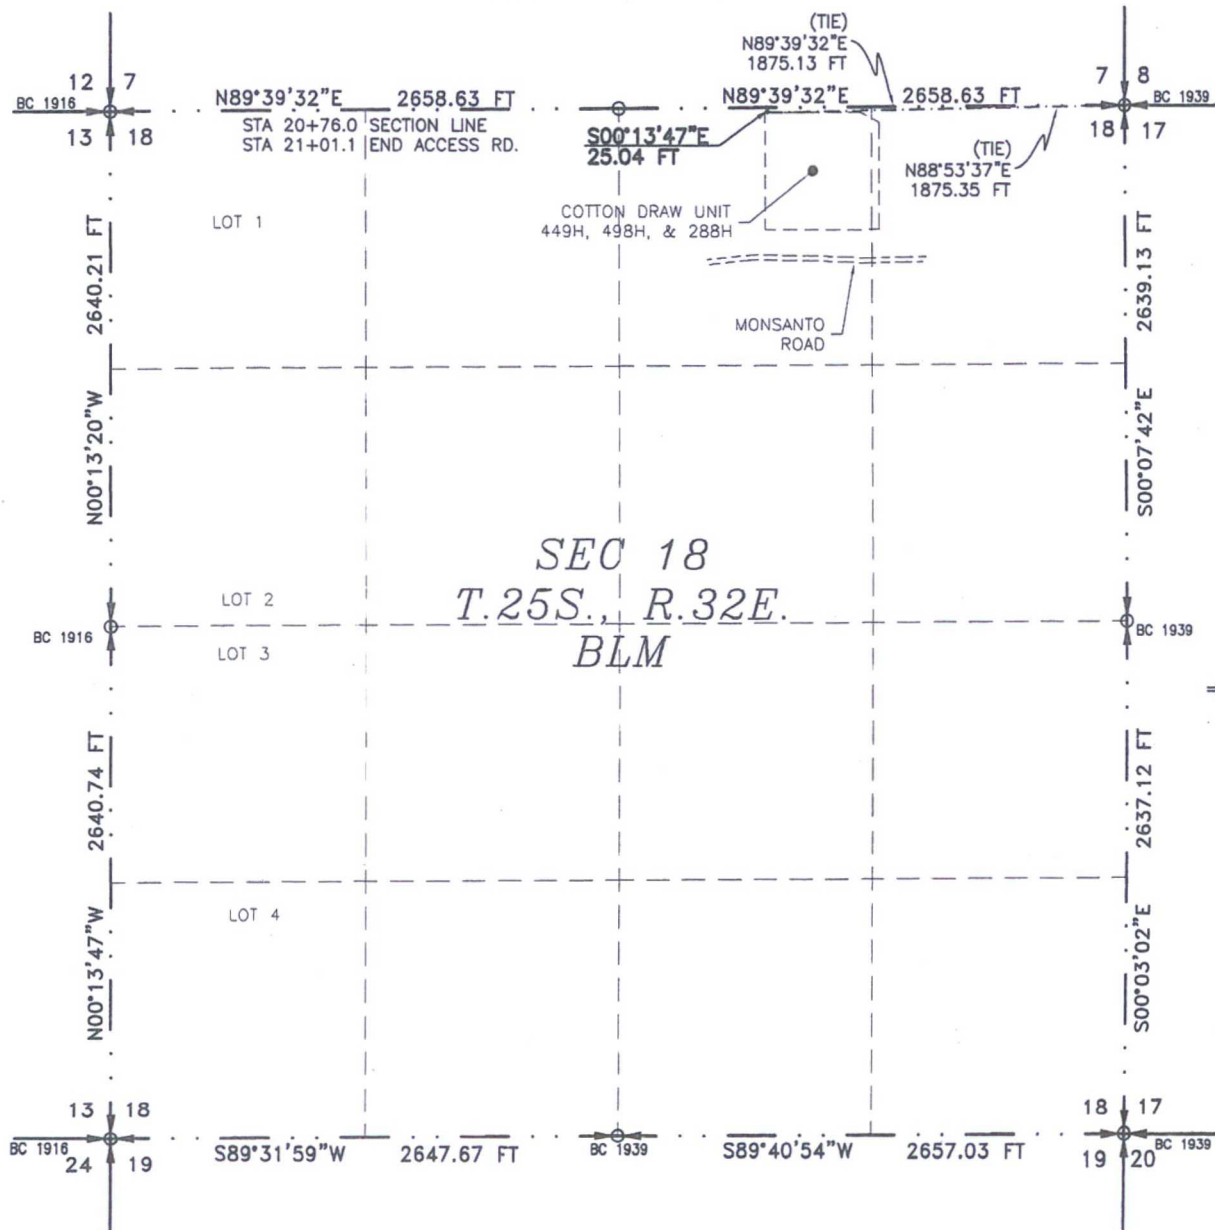 (TIE)
N89°39'32"E
1875.13 FT
12 7
7 8
BC 1916
N89°39'32"E 2658.63 FT
N89°39'32"E 2658.63 FT
BC 1939
13 18
STA 20+76.0 SECTION LINE
STA 21+01.1 END ACCESS RD.
S00°13'47"E
25.04 FT
18 17
(TIE)
N88°53'37"E
1875.35 FT
LOT 1
COTTON DRAW UNIT
449H, 498H, & 288H
2640.21 FT
2639.13 FT
MONSANTO
ROAD
N00°13'20"W
S00°07'42"E
SEC 18
T.25S., R.32E.
BLM
LOT 2
BC 1916
BC 1939
LOT 3
2640.74 FT
2637.12 FT
LOT 4
N00°13'47"W
S00°03'02"E
13 18
18 17
BC 1916
S89°31'59"W 2647.67 FT
BC 1939
S89°40'54"W 2657.03 FT
BC 1939
24 19
19 20